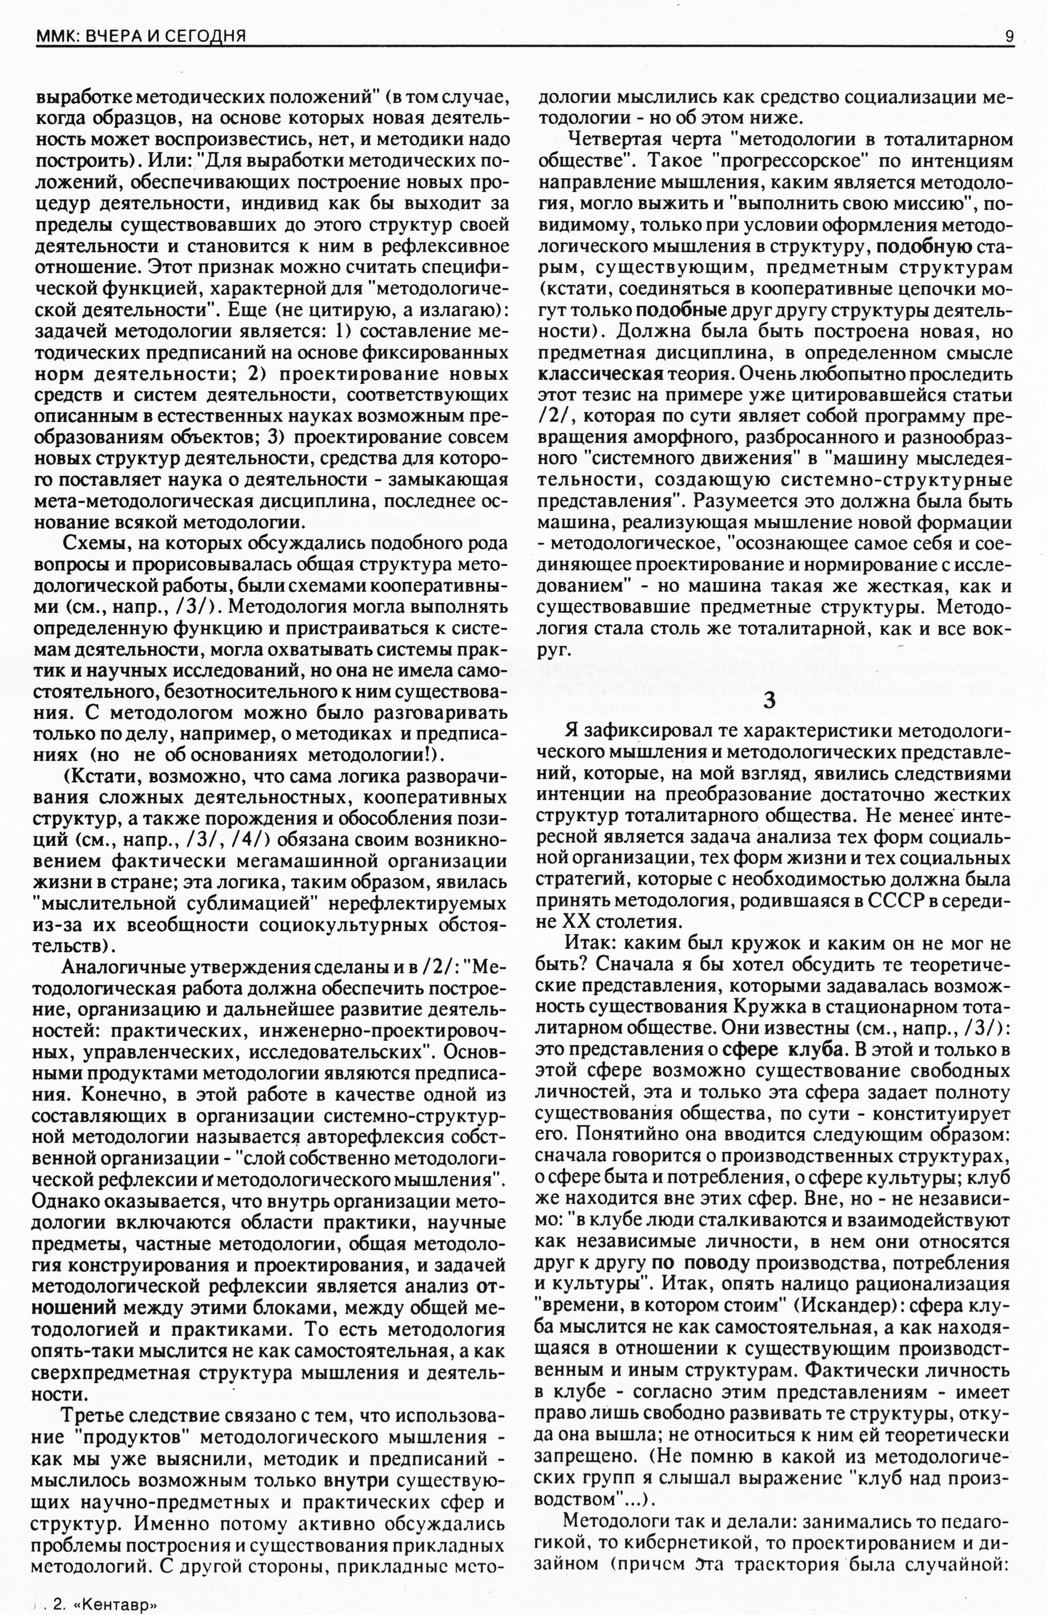 ММК: ВЧЕРА И СЕГОДНЯ
9
выработке методических положений" (в том случае,
когда образцов, на основе которых новая деятель-
ность может воспроизвестись, нет, и методики надо
построить). Или: "Для выработки методических по-
ложений, обеспечивающих построение новых про-
цедур деятельности, индивид как бы выходит за
пределы существовавших до этого структур своей
деятельности и становится к ним в рефлексивное
отношение. Этот признак можно считать специфи-
ческой функцией, характерной для "методологиче-
ской деятельности". Еще (не цитирую, а излагаю):
задачей методологии является: 1) составление ме-
тодических предписаний на основе фиксированных
норм деятельности; 2) проектирование новых
средств и систем деятельности, соответствующих
описанным в естественных науках возможным пре-
образованиям объектов; 3) проектирование совсем
новых структур деятельности, средства для которо-
го поставляет наука о деятельности - замыкающая
мета-методологическая дисциплина, последнее ос-
нование всякой методологии.
Схемы, на которых обсуждались подобного рода
вопросы и прорисовывалась общая структура мето-
дологической работы, были схемами кооперативны-
ми (см., напр., /3/). Методология могла выполнять
определенную функцию и пристраиваться к систе-
мам деятельности, могла охватывать системы прак-
тик и научных исследований, но она не имела само-
стоятельного, безотносительного к ним существова-
ния. С методологом можно было разговаривать
только по делу, например, о методиках и предписа-
ниях (но не об основаниях методологии!).
(Кстати, возможно, что сама логика разворачи-
вания сложных деятельностных, кооперативных
структур, а также порождения и обособления пози-
ций (см., напр., /3/, /4/) обязана своим возникно-
вением фактически мегамашинной организации
жизни в стране; эта логика, таким образом, явилась
"мыслительной сублимацией" нерефлектируемых
из-за их всеобщности социокультурных обстоя-
тельств).
Аналогичные утверждения сделаны и в /2/: "Ме-
тодологическая работа должна обеспечить построе-
ние, организацию и дальнейшее развитие деятель-
ностей: практических, инженерно-проектировоч-
ных, управленческих, исследовательских". Основ-
ными продуктами методологии являются предписа-
ния. Конечно, в этой работе в качестве одной из
составляющих в организации системно-структур-
ной методологии называется авторефлексия собст-
венной организации - "слой собственно методологи-
ческой рефлексии и методологического мышления".
Однако оказывается, что внутрь организации мето-
дологии включаются области практики, научные
предметы, частные методологии, общая методоло-
гия конструирования и проектирования, и задачей
методологической рефлексии является анализ от-
ношений между этими блоками, между общей ме-
тодологией и практиками. То есть методология
опять-таки мыслится не как самостоятельная, а как
сверхпредметная структура мышления и деятель-
ности.
Третье следствие связано с тем, что использова-
ние "продуктов" методологического мышления -
как мы уже выяснили, методик и предписаний -
мыслилось возможным только внутри существую-
щих научно-предметных и практических сфер и
структур. Именно потому активно обсуждались
проблемы построения и существования прикладных
методологий. С другой стороны, прикладные мето-
дологии мыслились как средство социализации ме-
тодологии - но об этом ниже.
Четвертая черта "методологии в тоталитарном
обществе". Такое "прогрессорское" по интенциям
направление мышления, каким является методоло-
гия, могло выжить и "выполнить свою миссию", по-
видимому, только при условии оформления методо-
логического мышления в структуру, подобную ста-
рым, существующим, предметным структурам
(кстати, соединяться в кооперативные цепочки мо-
гут только подобные друг другу структуры деятель-
ности). Должна была быть построена новая, но
предметная дисциплина, в определенном смысле
классическая теория. Очень любопытно проследить
этот тезис на примере уже цитировавшейся статьи
/2/, которая по сути являет собой программу пре-
вращения аморфного, разбросанного и разнообраз-
ного "системного движения" в "машину мыследея-
тельности, создающую системно-структурные
представления". Разумеется это должна была быть
машина, реализующая мышление новой формации
- методологическое, "осознающее самое себя и сое-
диняющее проектирование и нормирование с иссле-
дованием" - но машина такая же жесткая, как и
существовавшие предметные структуры. Методо-
логия стала столь же тоталитарной, как и все вок-
руг.
3
Я зафиксировал те характеристики методологи-
ческого мышления и методологических представле-
ний, которые, на мой взгляд, явились следствиями
интенции на преобразование достаточно жестких
структур тоталитарного общества. Не менее инте-
ресной является задача анализа тех форм социаль-
ной организации, тех форм жизни и тех социальных
стратегий, которые с необходимостью должна была
принять методология, родившаяся в СССР в середи-
не XX столетия.
Итак: каким был кружок и каким он не мог не
быть? Сначала я бы хотел обсудить те теоретиче-
ские представления, которыми задавалась возмож-
ность существования Кружка в стационарном тота-
литарном обществе. Они известны (см., напр., /3/):
это представления о сфере клуба. В этой и только в
этой сфере возможно существование свободных
личностей, эта и только эта сфера задает полноту
существования общества, по сути - конституирует
его. Понятийно она вводится следующим образом:
сначала говорится о производственных структурах,
о сфере быта и потребления, о сфере культуры; клуб
же находится вне этих сфер. Вне, но - не независи-
мо: "в клубе люди сталкиваются и взаимодействуют
как независимые личности, в нем они относятся
друг к другу по поводу производства, потребления
и культуры". Итак, опять налицо рационализация
"времени, в котором стоим" (Искандер): сфера клу-
ба мыслится не как самостоятельная, а как находя-
щаяся в отношении к существующим производст-
венным и иным структурам. Фактически личность
в клубе - согласно этим представлениям - имеет
право лишь свободно развивать те структуры, отку-
да она вышла; не относиться к ним ей теоретически
запрещено. (Не помню в какой из методологиче-
ских групп я слышал выражение "клуб над произ-
водством"...).
Методологи так и делали: занимались то педаго-
гикой, то кибернетикой, то проектированием и ди-
зайном (причем эта траектория была случайной:
2. «Кентавр»